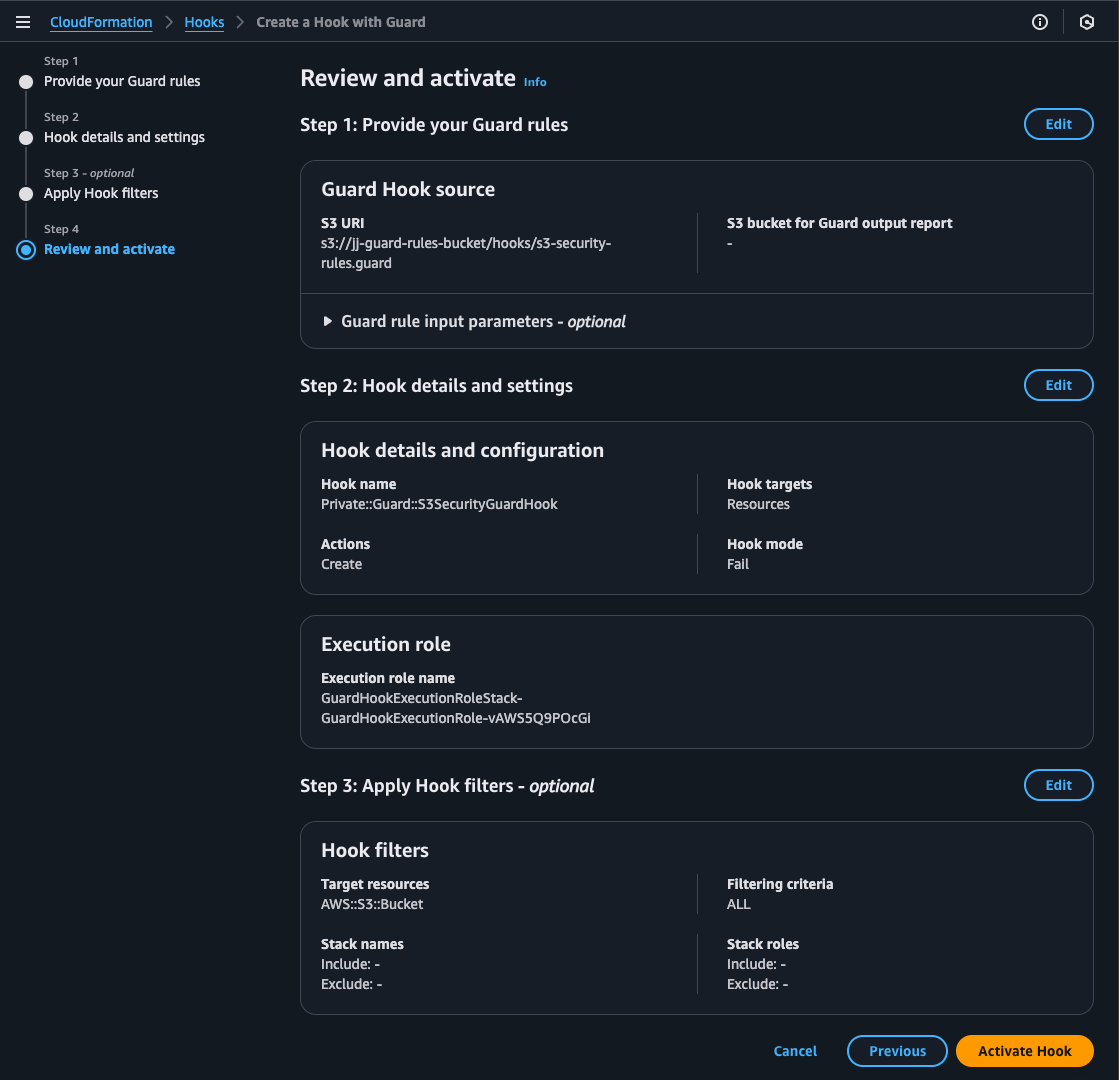 CloudFormation > Hooks > Create a Hook with Guard
Step 1
Provide your Guard rules
Step 2
Hook details and settings
Step 3 - optional
Apply Hook filters
Step 4
Review and activate
Review and activate Info
Step 1: Provide your Guard rules
Edit
Guard Hook source
S3 URI
s3://jj-guard-rules-bucket/hooks/s3-security-
rules.guard
S3 bucket for Guard output report
-
Guard rule input parameters - optional
Step 2: Hook details and settings
Edit
Hook details and configuration
Hook name
Private::Guard::S3SecurityGuardHook
Hook targets
Resources
Actions
Create
Hook mode
Fail
Execution role
Execution role name
GuardHookExecutionRoleStack-
GuardHookExecutionRole-vAWS5Q9POcGi
Step 3: Apply Hook filters - optional
Edit
Hook filters
Target resources
AWS::S3::Bucket
Filtering criteria
ALL
Stack names
Include: -
Exclude: -
Stack roles
Include: -
Exclude: -
Cancel
Previous
Activate Hook